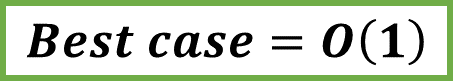 Best case = O(1)